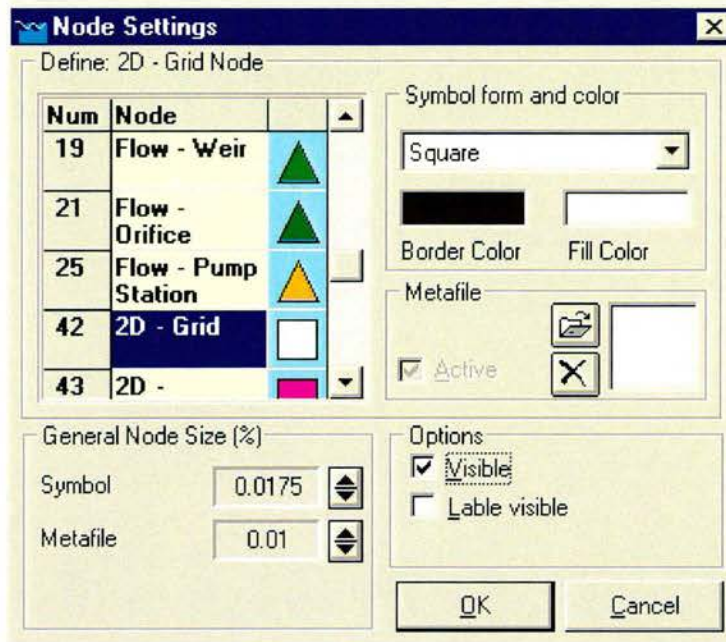 Node Settings
Define: 2D - Grid Node
Num Node
19 Flow - Weir
21 Flow -
Orifice
25 Flow - Pump
Station
42 2D - Grid
43 2D -
Symbol form and color
Square
Border Color Fill Color
Metafile
Active
General Node Size (%)
Symbol 0.0175
Metafile 0.01
Options
Visible
Lable visible
OK Cancel